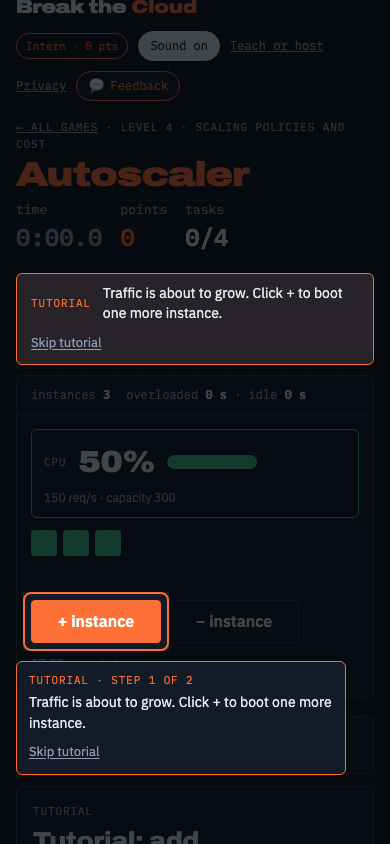 Break the Cloud
Intern · 0 pts
Sound on
Teach or host
Privacy
💬 Feedback
← ALL GAMES · LEVEL 4 · SCALING POLICIES AND
COST
Autoscaler
time points tasks
0:00.0 0 0/4
TUTORIAL
Traffic is about to grow. Click + to boot
one more instance.
Skip tutorial
instances 3 overloaded 0 s · idle 0 s
CPU 50%
150 req/s · capacity 300
+ instance
− instance
TUTORIAL · STEP 1 OF 2
Traffic is about to grow. Click + to boot one more
instance.
Skip tutorial
TUTORIAL
Tutorial: add